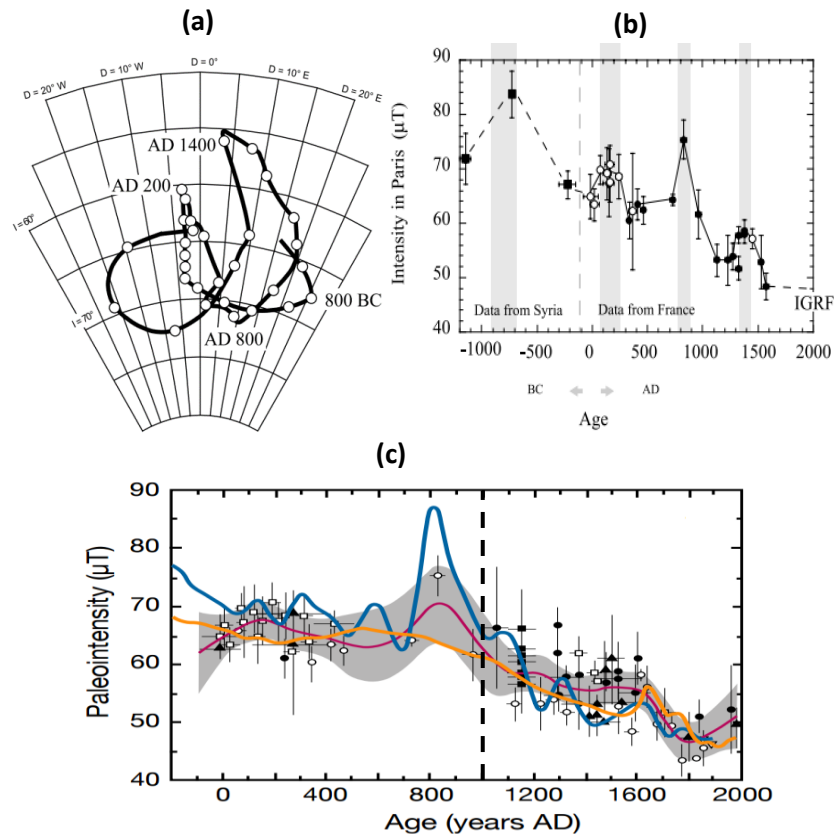 (a)
D = 20° W
D = 10° W
D = 0°
D = 10° E
D = 20° E
AD 1400
AD 200
I = 60°
800 BC
I = 70°
AD 800
(b)
Intensity in Paris (µT)
90
80
70
60
50
40
Data from Syria
Data from France
IGRF
-1000
-500
0
500
1000
1500
2000
BC
AD
Age
(c)
Paleointensity (µT)
90
80
70
60
50
40
0
400
800
1200
1600
2000
Age (years AD)